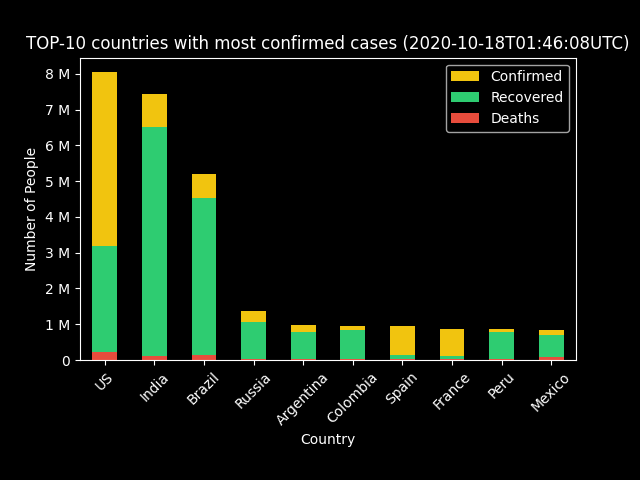 TOP-10 countries with most confirmed cases (2020-10-18T01:46:08UTC)
Confirmed
Recovered
Deaths
8 M
7 M
6 M
5 M
4 M
3 M
2 M
1 M
0
Number of People
US
India
Brazil
Russia
Argentina
Colombia
Spain
France
Peru
Mexico
Country